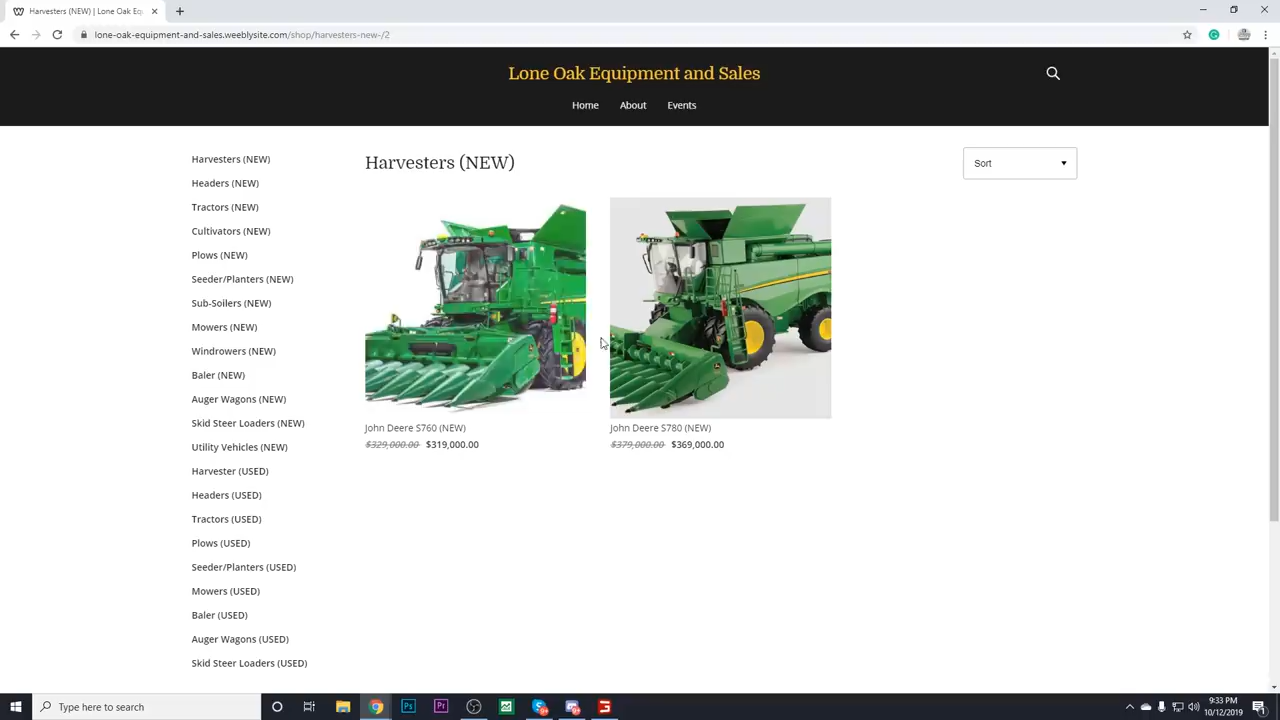 Harvesters (NEW) | Lone Oak Eq
lone-oak-equipment-and-sales.weeblysite.com/shop/harvesters-new-/2
Lone Oak Equipment and Sales
Home About Events
Harvesters (NEW)
Headers (NEW)
Tractors (NEW)
Cultivators (NEW)
Plows (NEW)
Seeder/Planters (NEW)
Sub-Soilers (NEW)
Mowers (NEW)
Windrowers (NEW)
Baler (NEW)
Auger Wagons (NEW)
Skid Steer Loaders (NEW)
Utility Vehicles (NEW)
Harvester (USED)
Headers (USED)
Tractors (USED)
Plows (USED)
Seeder/Planters (USED)
Mowers (USED)
Baler (USED)
Auger Wagons (USED)
Skid Steer Loaders (USED)
Harvesters (NEW)
Sort
John Deere S760 (NEW)
$329,000.00 $319,000.00
John Deere S780 (NEW)
$379,000.00 $369,000.00
Type here to search
Ps
Pr
9:33 PM
10/12/2019